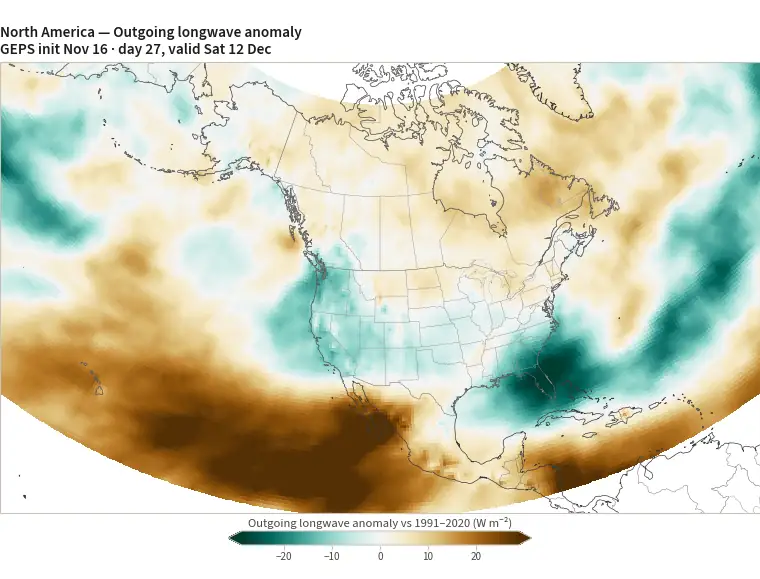 North America — Outgoing longwave anomaly
GEPS init Nov 16 · day 27, valid Sat 12 Dec
Outgoing longwave anomaly vs 1991–2020 (W m⁻²)
−20 −10 0 10 20